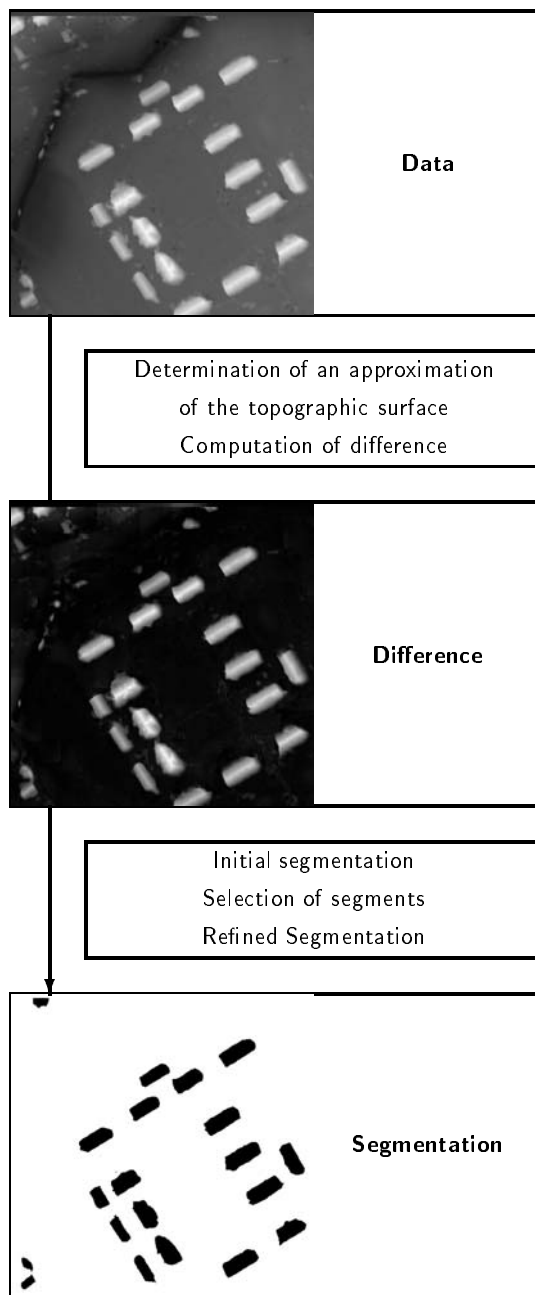 Data
Determination of an approximation
of the topographic surface
Computation of difference
Difference
Initial segmentation
Selection of segments
Refined Segmentation
Segmentation